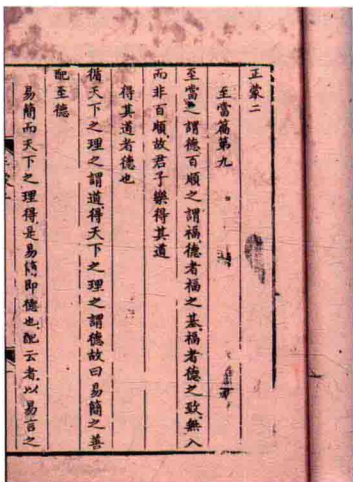 正蒙二
至當篇第九
至當之謂德百順之謂福德者福之基福者德之致無入
而非百順故君子樂得其道
得其道者德也
循天下之理之謂道得天下之理之謂德故曰易簡之善
配至德
易簡而天下之理得是易簡即德也配云者以易言之